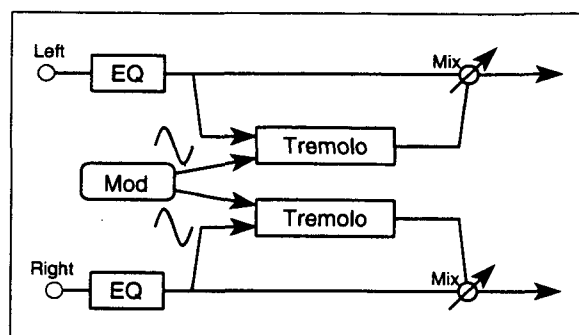 Left
EQ
Mix
Tremolo
Mod
Tremolo
Right
EQ
Mix